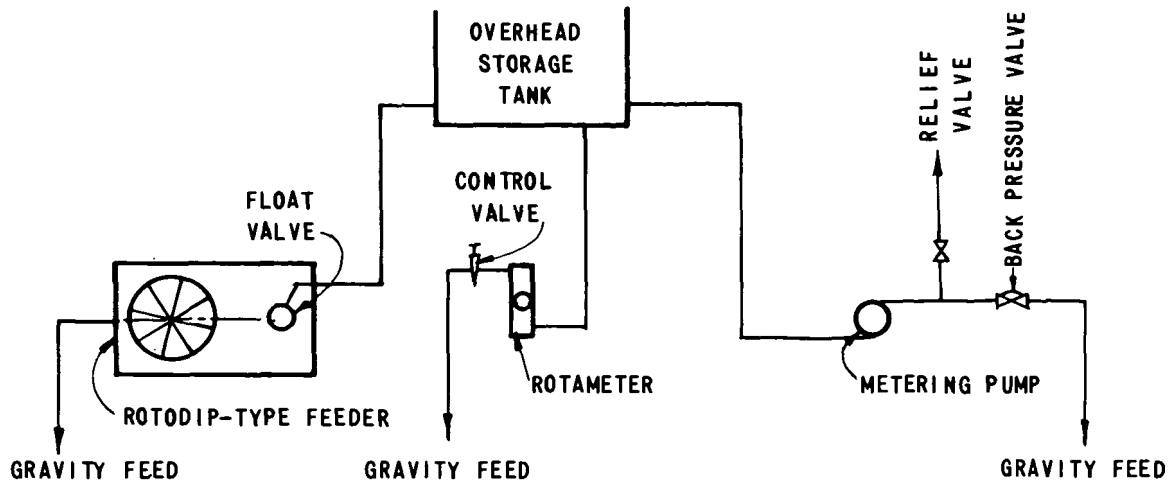 OVERHEAD
STORAGE
TANK
RELIEF
VALVE
BACK PRESSURE VALVE
CONTROL
VALVE
FLOAT
VALVE
ROTAMETER
METERING PUMP
ROTODIP-TYPE FEEDER
GRAVITY FEED
GRAVITY FEED
GRAVITY FEED